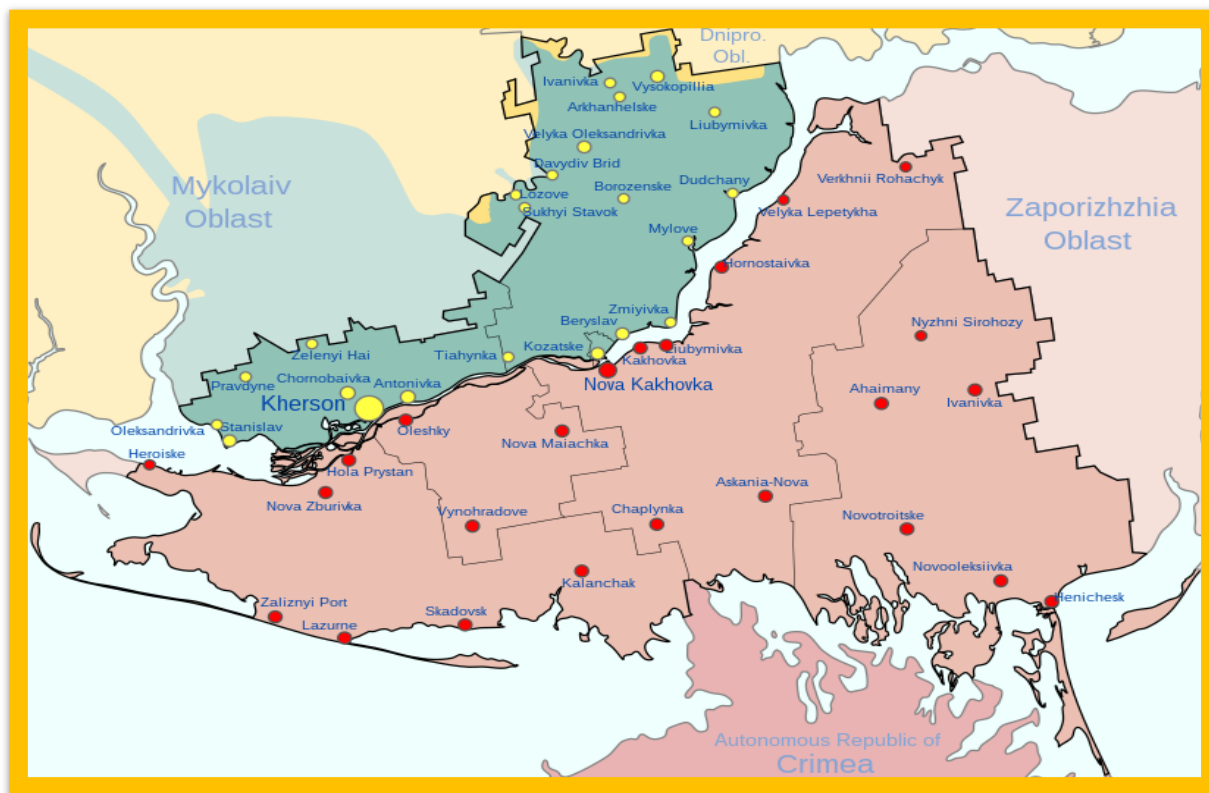 Dnipro.
Obl.
Ivanivka
Vysokopillia
Arkhanhelske
Liubymivka
Velyka Oleksandrivka
Davydiv Brid
Mykolaiv
Oblast
Lozove
Borozenske
Dudchany
Verkhnii Rohachyk
Sukhyi Stavok
Velyka Lepetykha
Zaporizhzhia
Oblast
Mylove
Hornostaivka
Zmiyivka
Beryslav
Nyzhni Sirohozy
Zelenyi Hai
Tiahynka
Kozatske
Kakhovka
Liubymivka
Pravdyne
Chornobaivka
Antonivka
Nova Kakhovka
Ahaimany
Ivanivka
Kherson
Oleksandrivka
Stanislav
Oleshky
Nova Maiachka
Heroiske
Hola Prystan
Nova Zburivka
Askania-Nova
Vynohradove
Chaplynka
Novotroitske
Kalanchak
Novooleksiivka
Henichesk
Zaliznyi Port
Lazurne
Skadovsk
Autonomous Republic of
Crimea